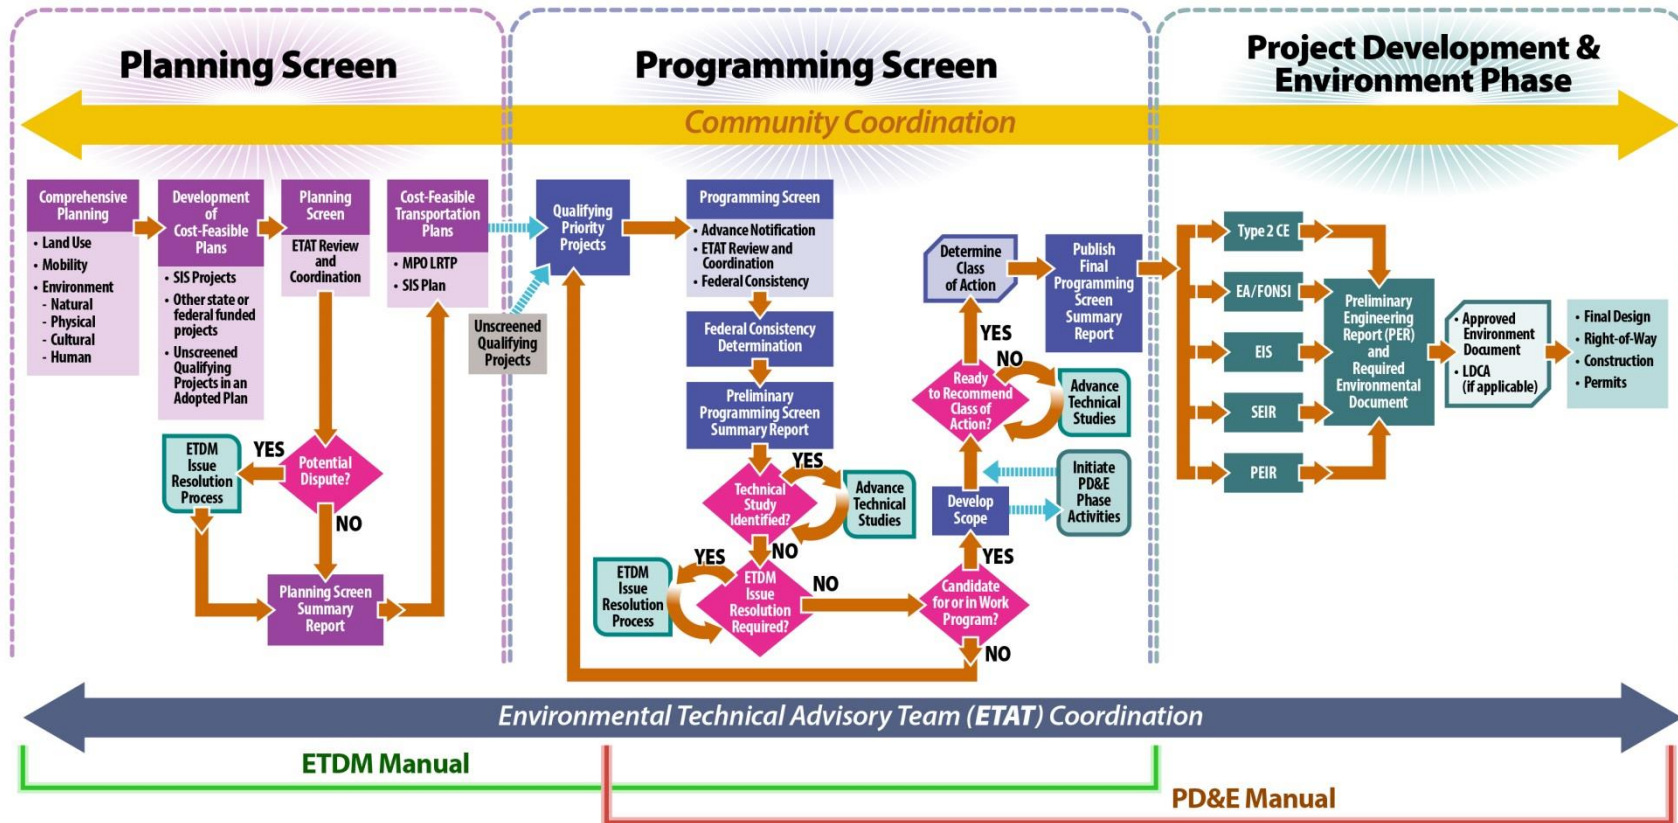 Planning Screen
Programming Screen
Project Development &
Environment Phase
Community Coordination
Comprehensive
Planning
• Land Use
• Mobility
• Environment
- Natural
- Physical
- Cultural
- Human
Development
of
Cost-Feasible
Plans
• SIS Projects
• Other state or
federal funded
projects
• Unscreened
Qualifying
Projects in an
Adopted Plan
Planning
Screen
ETAT Review
and
Coordination
Cost-Feasible
Transportation
Plans
• MPO LRTP
• SIS Plan
Potential
Dispute?
YES
NO
ETDM
Issue
Resolution
Process
Planning Screen
Summary
Report
Unscreened
Qualifying
Projects
Qualifying
Priority
Projects
Programming Screen
• Advance Notification
• ETAT Review and
Coordination
• Federal Consistency
Federal Consistency
Determination
Preliminary
Programming Screen
Summary Report
Technical
Study
Identified?
YES
Advance
Technical
Studies
NO
ETDM
Issue
Resolution
Required?
YES
ETDM
Issue
Resolution
Process
NO
Candidate
for or in Work
Program?
NO
YES
Develop
Scope
Initiate
PD&E
Phase
Activities
Ready
to Recommend
Class of
Action?
NO
Advance
Technical
Studies
YES
Determine
Class
of Action
Publish
Final
Programming
Screen
Summary
Report
Type 2 CE
EA/FONSI
EIS
SEIR
PEIR
Preliminary
Engineering
Report (PER)
and
Required
Environmental
Document
• Approved
Environment
Document
• LDCA
(if applicable)
• Final Design
• Right-of-Way
• Construction
• Permits
Environmental Technical Advisory Team (ETAT) Coordination
ETDM Manual
PD&E Manual